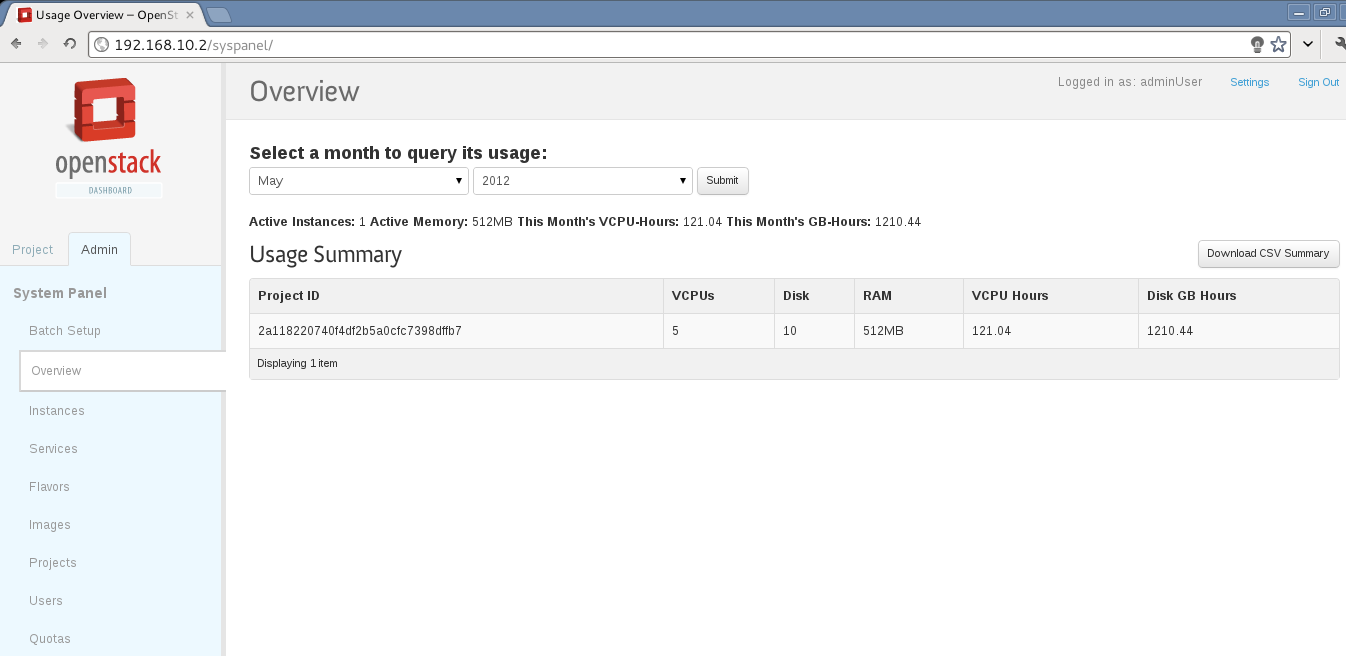 Usage Overview – OpenSt
192.168.10.2/syspanel/
openstack
DASHBOARD
Project Admin
System Panel
Batch Setup
Overview
Instances
Services
Flavors
Images
Projects
Users
Quotas
Overview
Logged in as: adminUser Settings Sign Out
Select a month to query its usage:
May 2012 Submit
Active Instances: 1 Active Memory: 512MB This Month's VCPU-Hours: 121.04 This Month's GB-Hours: 1210.44
Usage Summary Download CSV Summary
Project ID VCPUs Disk RAM VCPU Hours Disk GB Hours
2a118220740f4df2b5a0cfc7398dffb7 5 10 512MB 121.04 1210.44
Displaying 1 item